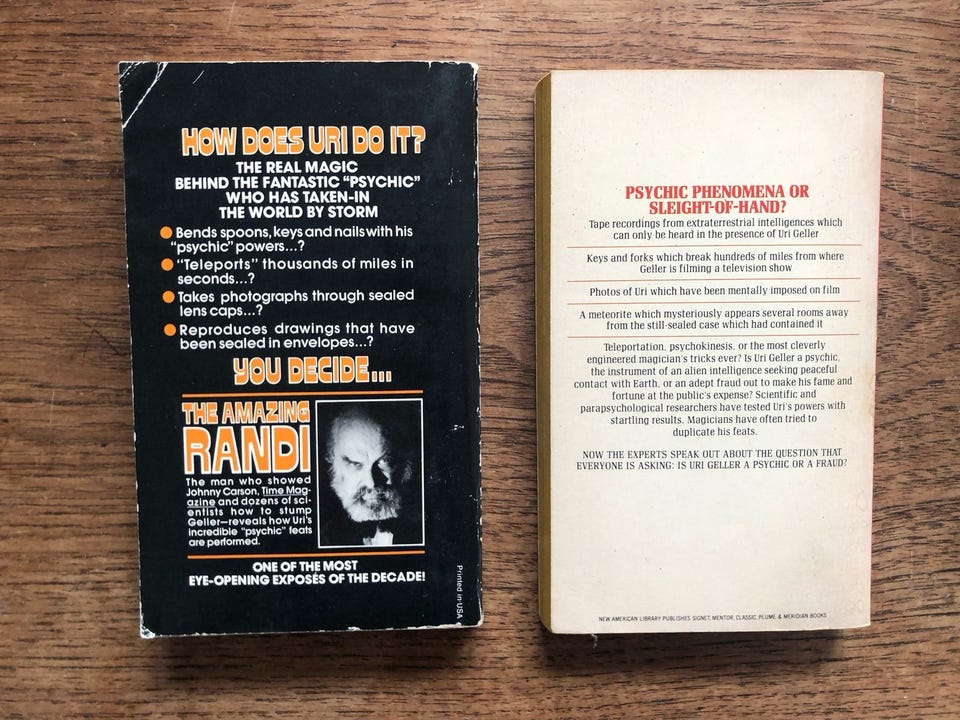 HOW DOES URI DO IT?
THE REAL MAGIC
BEHIND THE FANTASTIC “PSYCHIC”
WHO HAS TAKEN-IN
THE WORLD BY STORM
Bends spoons, keys and nails with his
“psychic” powers...?
“Teleports” thousands of miles in
seconds...?
Takes photographs through sealed
lens caps...?
Reproduces drawings that have
been sealed in envelopes...?
YOU DECIDE...
THE AMAZING
RANDI
The man who showed
Johnny Carson, Time Mag-
azine and dozens of sci-
entists how to stump
Geller—reveals how Uri's
incredible “psychic” feats
are performed.
ONE OF THE MOST
EYE-OPENING EXPOSÉS OF THE DECADE!
Printed in USA
PSYCHIC PHENOMENA OR
SLEIGHT-OF-HAND?
Tape recordings from extraterrestrial intelligences which
can only be heard in the presence of Uri Geller
Keys and forks which break hundreds of miles from where
Geller is filming a television show
Photos of Uri which have been mentally imposed on film
A meteorite which mysteriously appears several rooms away
from the still-sealed case which had contained it
Teleportation, psychokinesis, or the most cleverly
engineered magician's tricks ever? Is Uri Geller a psychic,
the instrument of an alien intelligence seeking peaceful
contact with Earth, or an adept fraud out to make his fame and
fortune at the public's expense? Scientific and
parapsychological researchers have tested Uri's powers with
startling results. Magicians have often tried to
duplicate his feats.
NOW THE EXPERTS SPEAK OUT ABOUT THE QUESTION THAT
EVERYONE IS ASKING: IS URI GELLER A PSYCHIC OR A FRAUD?
NEW AMERICAN LIBRARY PUBLISHES SIGNET, MENTOR, CLASSIC, PLUME & MERIDIAN BOOKS